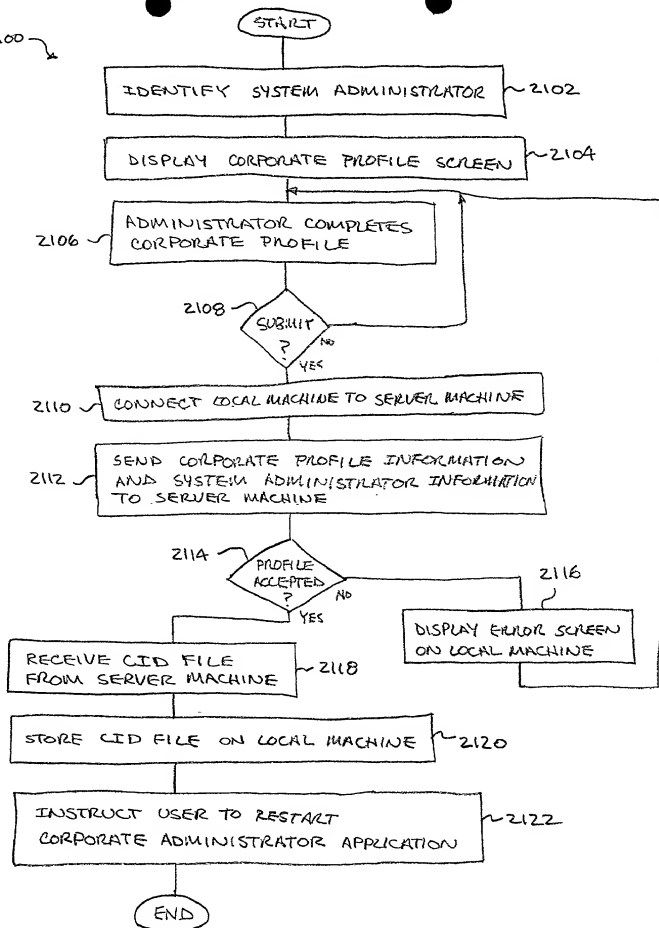 START
100
IDENTIFY SYSTEM ADMINISTRATOR
2102
DISPLAY CORPORATE PROFILE SCREEN
2104
2106
ADMINISTRATOR COMPLETES
CORPORATE PROFILE
2108
SUBMIT
?
NO
YES
2110
CONNECT LOCAL MACHINE TO SERVER MACHINE
2112
SEND CORPORATE PROFILE INFORMATION
AND SYSTEM ADMINISTRATOR INFORMATION
TO SERVER MACHINE
2114
PROFILE
ACCEPTED
?
NO
YES
2116
DISPLAY ERROR SCREEN
ON LOCAL MACHINE
RECEIVE CID FILE
FROM SERVER MACHINE
2118
STORE CID FILE ON LOCAL MACHINE
2120
INSTRUCT USER TO RESTART
CORPORATE ADMINISTRATOR APPLICATION
2122
END